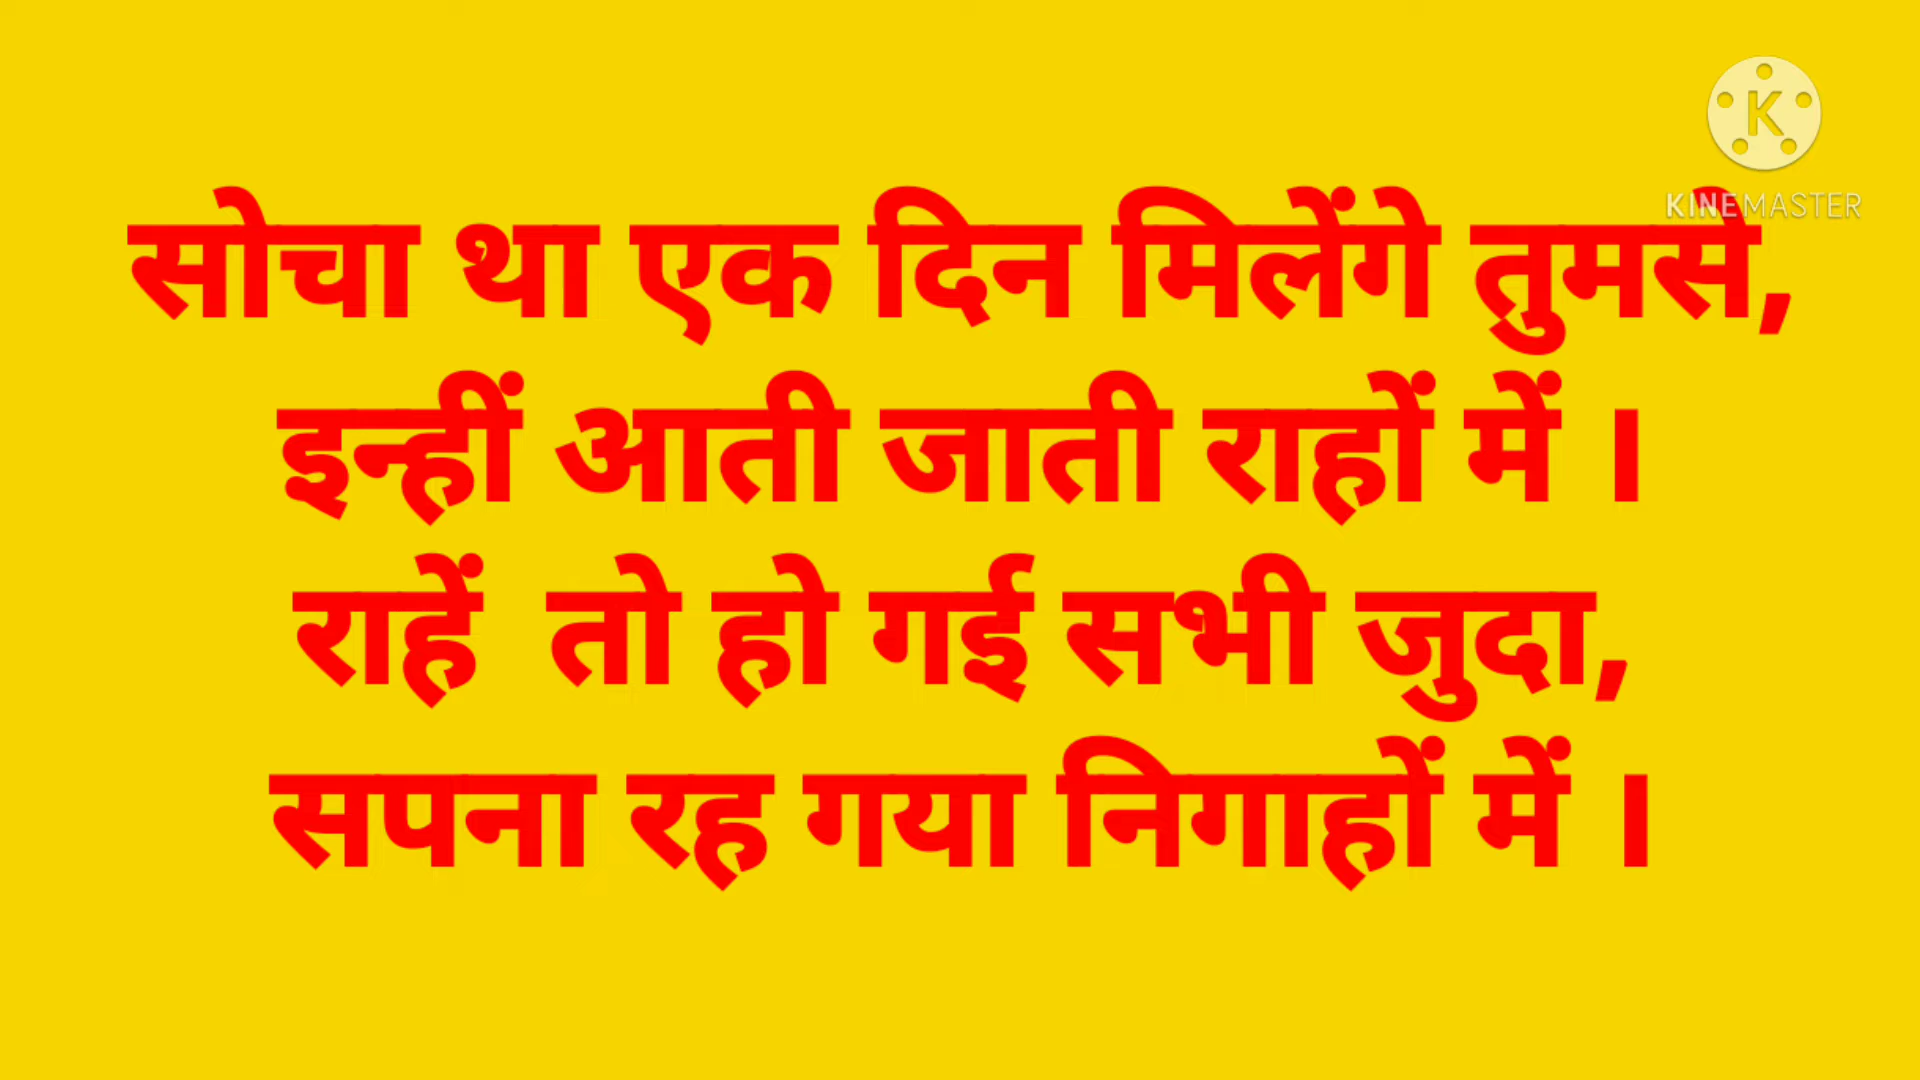 KINEMASTER
सोचा था एक दिन मिलेंगे तुमसे,
इन्हीं आती जाती राहों में ।
राहें  तो हो गई सभी जुदा,
सपना रह गया निगाहों में ।